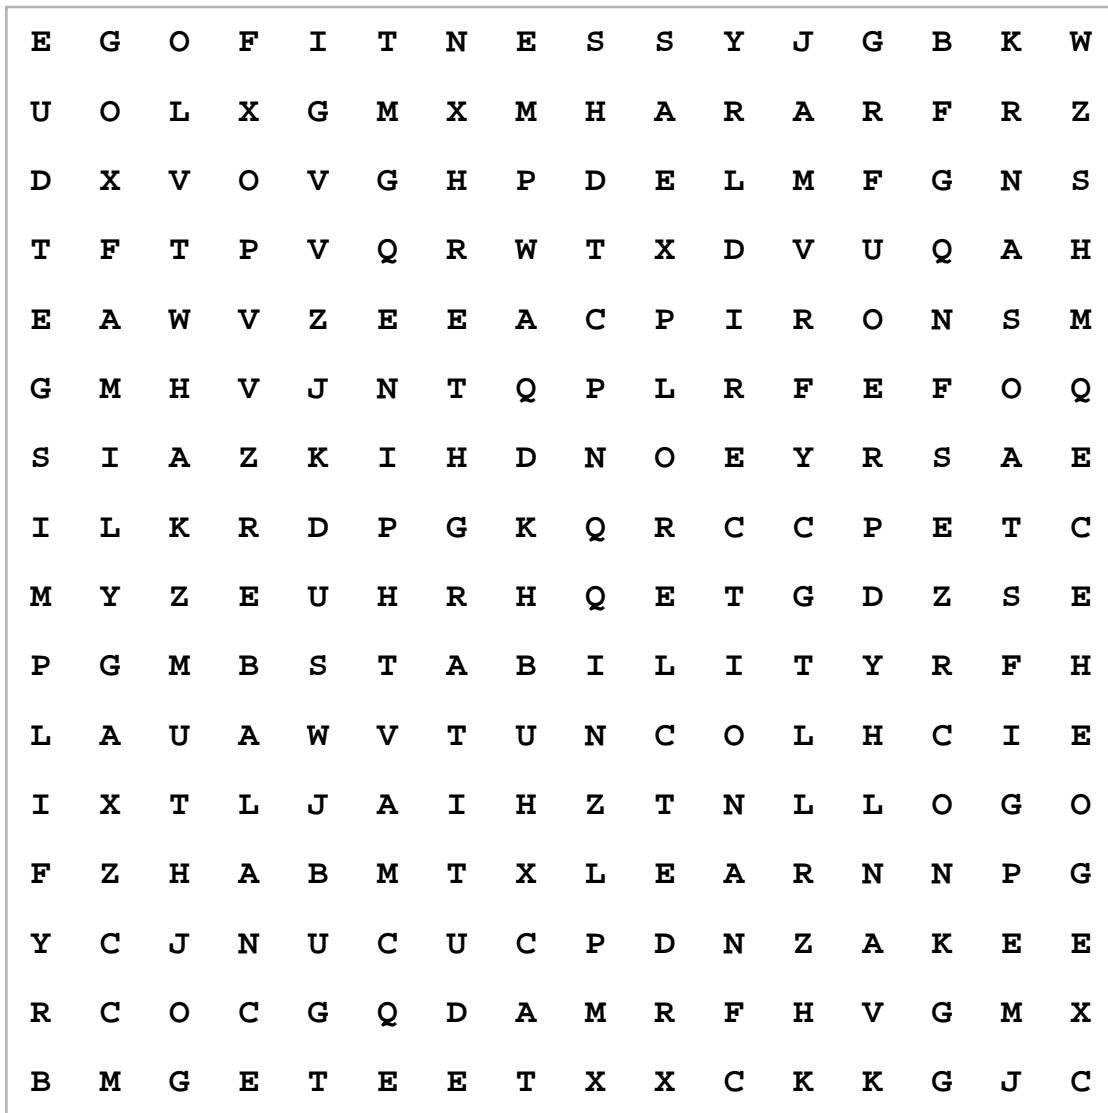 E G O F I T N E S S Y J G B K W
U O L X G M X M H A R A R F R Z
D X V O V G H P D E L M F G N S
T F T P V Q R W T X D V U Q A H
E A W V Z E E A C P I R O N S M
G M H V J N T Q P L R F E F O Q
S I A Z K I H D N O E Y R S A E
I L K R D P G K Q R C C P E T C
M Y Z E U H R H Q E T G D Z S E
P G M B S T A B I L I T Y R F H
L A U A W V T U N C O L H C I E
I X T L J A I H Z T N L L O G O
F Z H A B M T X L E A R N N P G
Y C J N U C U C P D N Z A K E E
R C O C G Q D A M R F H V G M X
B M G E T E E T X X C K K G J C